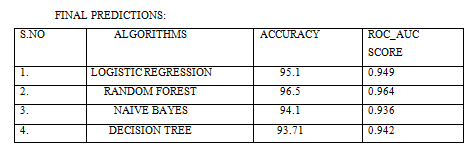 FINAL PREDICTIONS:
S.NO ALGORITHMS ACCURACY ROC_AUC
SCORE
1. LOGISTIC REGRESSION 95.1 0.949
2. RANDOM FOREST 96.5 0.964
3. NAIVE BAYES 94.1 0.936
4. DECISION TREE 93.71 0.942